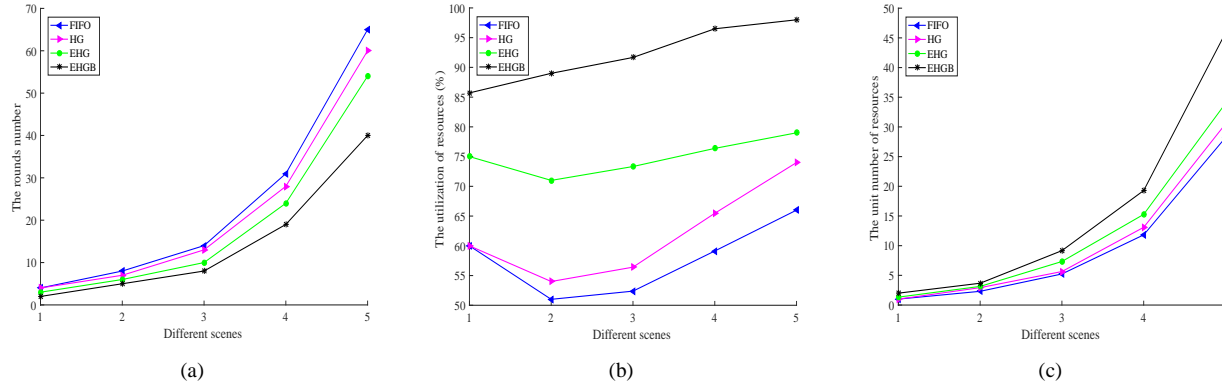 70
60
50
40
30
20
10
0
The rounds number
FIFO
HG
EHG
EHGB
1 2 3 4 5
Different scenes
(a)
100
95
90
85
80
75
70
65
60
55
50
The utilization of resources (%)
FIFO
HG
EHG
EHGB
1 2 3 4 5
Different scenes
(b)
50
45
40
35
30
25
20
15
10
5
0
The unit number of resources
FIFO
HG
EHG
EHGB
1 2 3 4
Different scenes
(c)